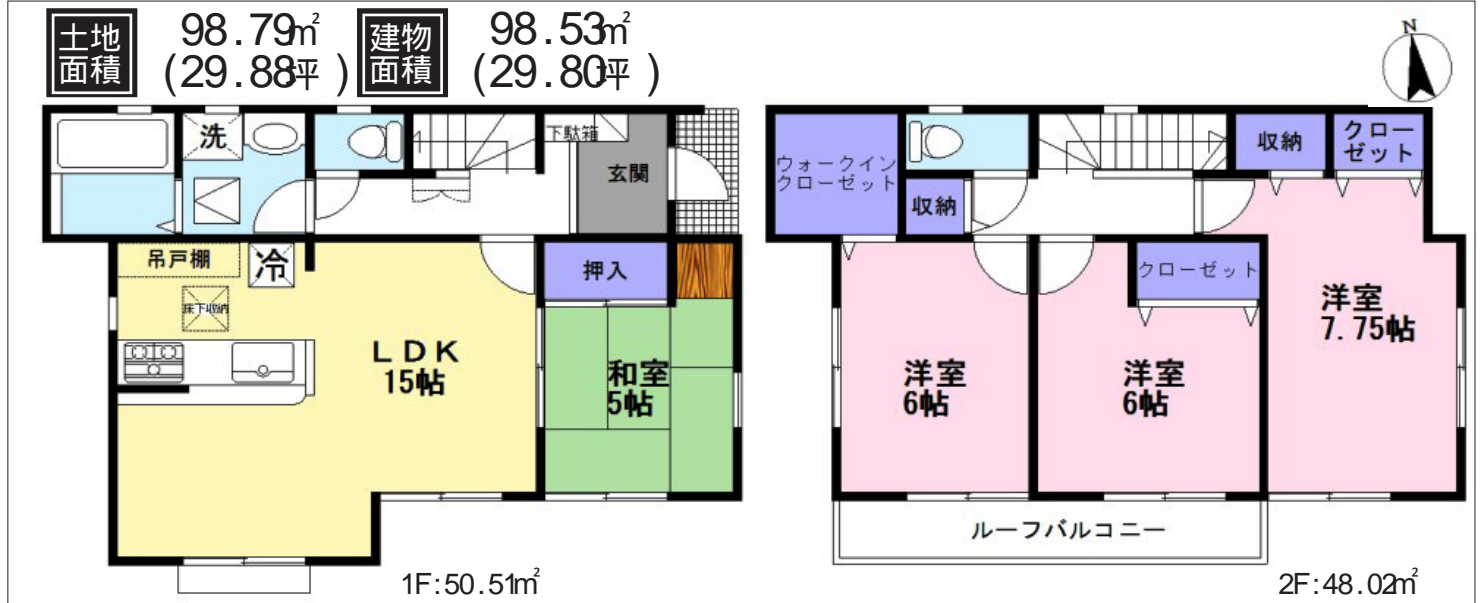 土地面積 98.79㎡ (29.88坪)
建物面積 98.53㎡ (29.80坪)
N
洗
下駄箱
玄関
吊戸棚
冷
床下収納
押入
LDK
15帖
和室
5帖
1F:50.51㎡
ウォークイン
クローゼット
収納
収納
クロー
ゼット
クローゼット
洋室
6帖
洋室
6帖
洋室
7.75帖
ルーフバルコニー
2F:48.02㎡